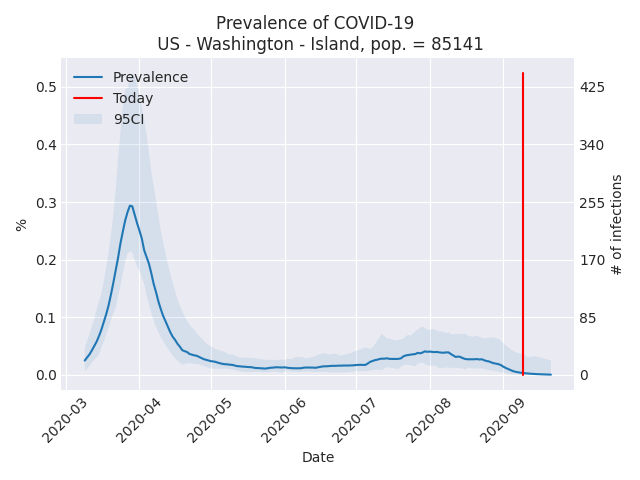 Prevalence of COVID-19
US - Washington - Island, pop. = 85141
Prevalence
Today
95CI
0.5
0.4
0.3
0.2
0.1
0.0
%
425
340
255
170
85
0
# of infections
2020-03
2020-04
2020-05
2020-06
2020-07
2020-08
2020-09
Date